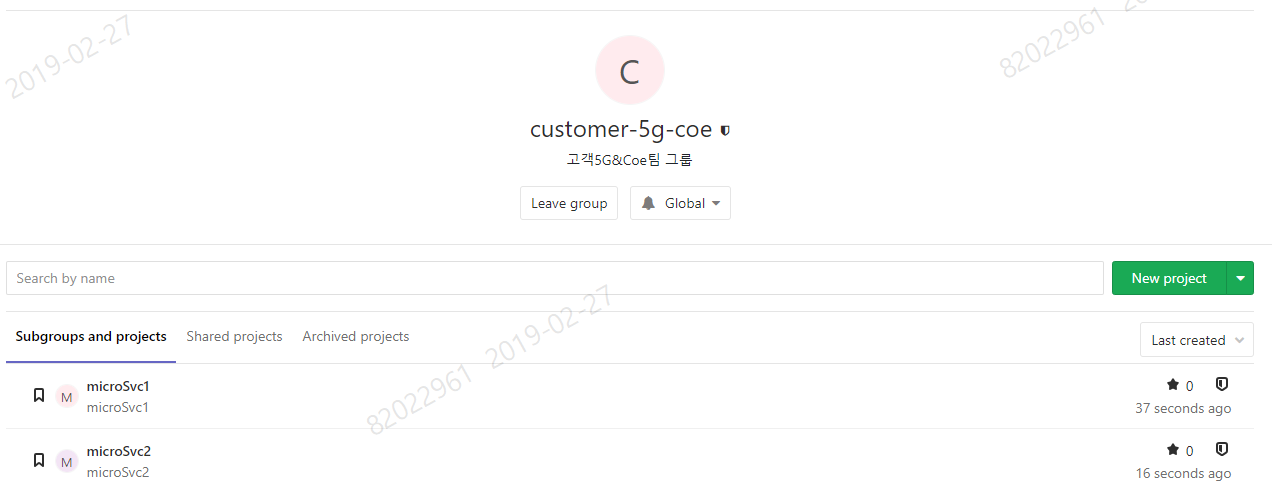 2019-02-27
82022961
C
customer-5g-coe
고객5G&Coe팀 그룹
Leave group
Global
Search by name
New project
82022961 2019-02-27
Subgroups and projects
Shared projects
Archived projects
Last created
M
microSvc1
0
microSvc1
37 seconds ago
M
microSvc2
0
microSvc2
16 seconds ago